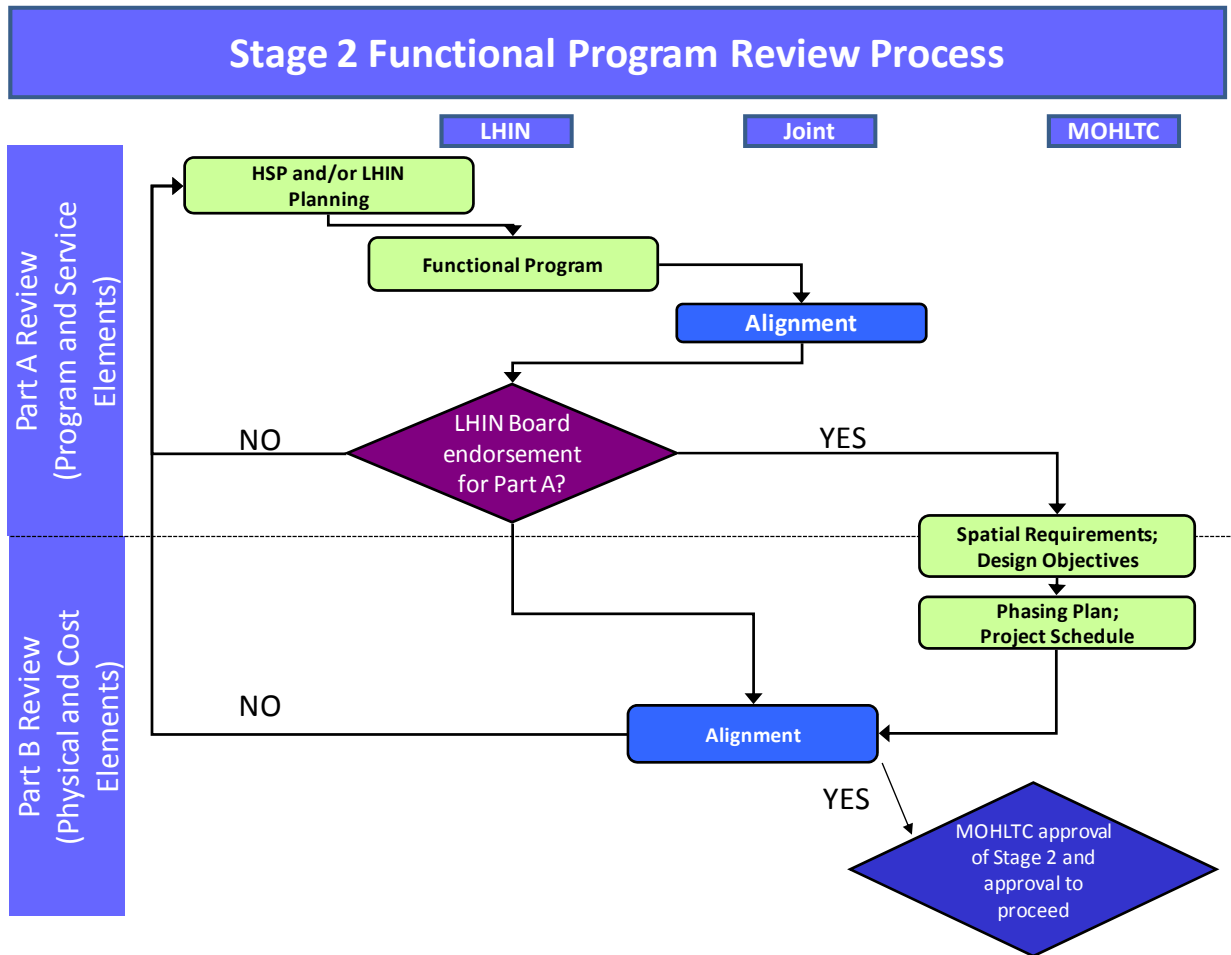 Stage 2 Functional Program Review Process
LHIN
Joint
MOHLTC
Part A Review
(Program and Service
Elements)
HSP and/or LHIN
Planning
Functional Program
Alignment
LHIN Board
endorsement
for Part A?
NO
YES
Spatial Requirements;
Design Objectives
Phasing Plan;
Project Schedule
Part B Review
(Physical and Cost
Elements)
NO
Alignment
YES
MOHLTC approval
of Stage 2 and
approval to
proceed